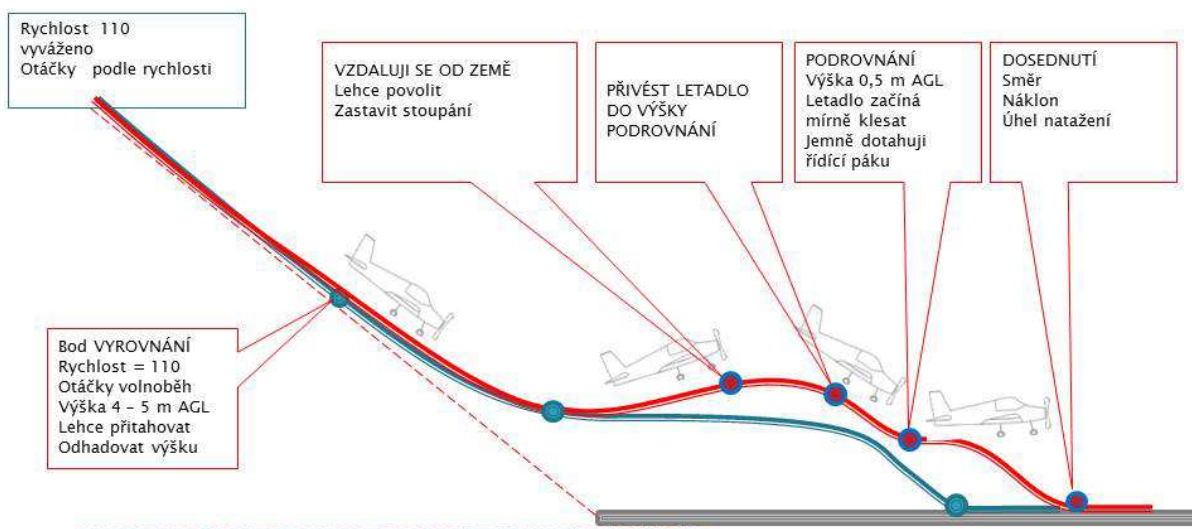 Rychlost 110
vyváženo
Otáčky podle rychlosti
VZDALUJI SE OD ZEMĚ
Lehce povolit
Zastavit stoupání
PŘIVÉST LETADLO
DO VÝŠKY
PODROVNÁNÍ
PODROVNÁNÍ
Výška 0,5 m AGL
Letadlo začíná
mírně klesat
Jemně dotahuji
řídící páku
DOSEDNUTÍ
Směr
Náklon
Úhel natažení
Bod VYROVNÁNÍ
Rychlost = 110
Otáčky volnoběh
Výška 4 – 5 m AGL
Lehce přitahovat
Odhadovat výšku